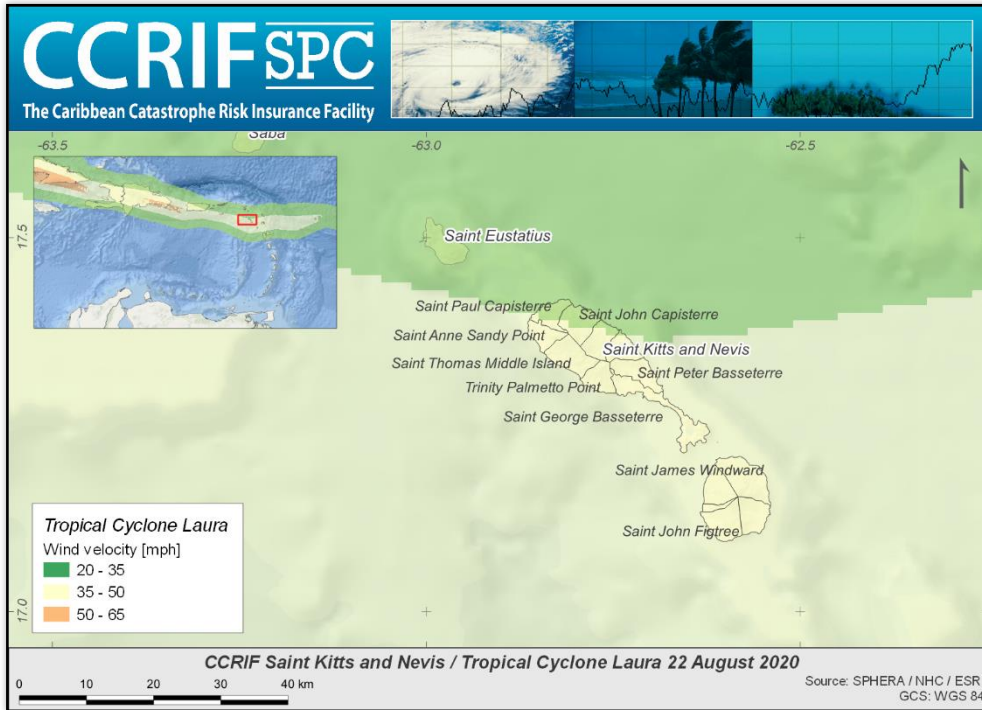 CCRIF SPC
The Caribbean Catastrophe Risk Insurance Facility
Saba
-63.5
-63.0
-62.5
17.5
Saint Eustatius
Saint Paul Capisterre
Saint John Capisterre
Saint Anne Sandy Point
Saint Kitts and Nevis
Saint Thomas Middle Island
Saint Peter Basseterre
Trinity Palmetto Point
Saint George Basseterre
Saint James Windward
Saint John Figtree
17.0
Tropical Cyclone Laura
Wind velocity [mph]
20 - 35
35 - 50
50 - 65
CCRIF Saint Kitts and Nevis / Tropical Cyclone Laura 22 August 2020
0 10 20 30 40 km
Source: SPHERA / NHC / ESR
GCS: WGS 84